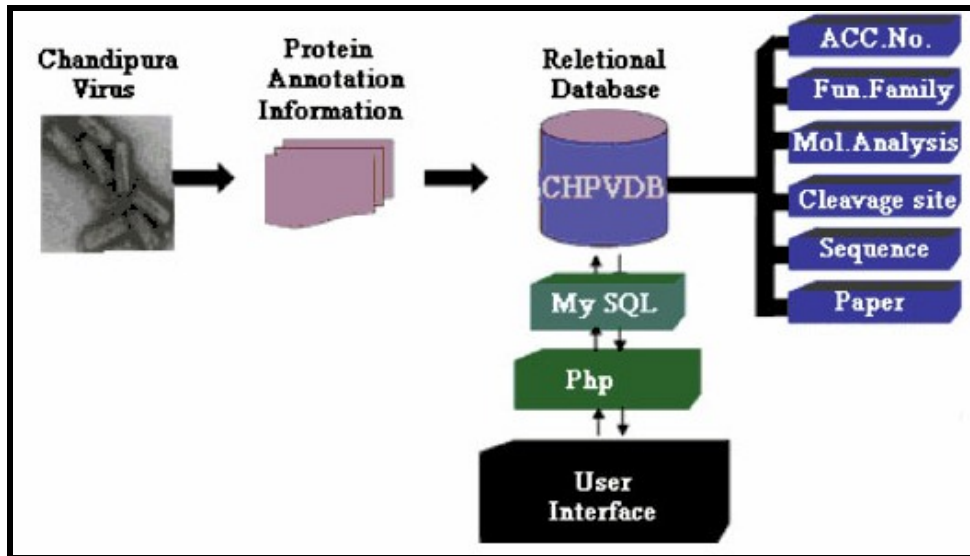 Chandipura
Virus
Protein
Annotation
Information
Reletional
Database
CHPVDB
My SQL
Php
User
Interface
ACC.No.
Fun.Family
Mol.Analysis
Cleavage site
Sequence
Paper